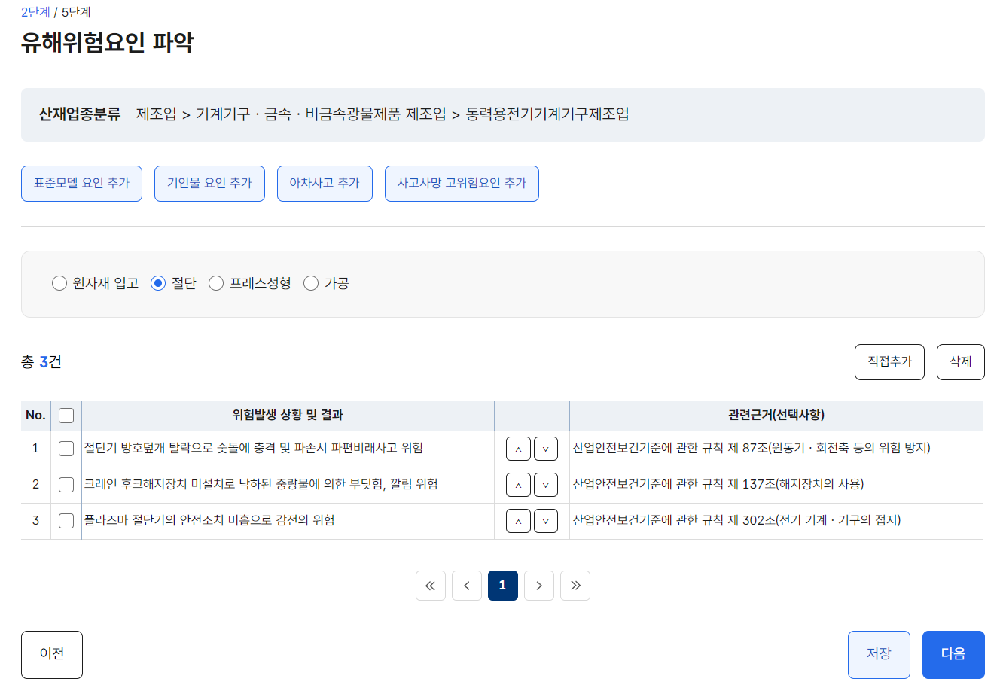 2단계 / 5단계
유해위험요인 파악
산재업종분류 제조업 > 기계기구 · 금속 · 비금속광물제품 제조업 > 동력용전기기계기구제조업
표준모델 요인 추가 기인물 요인 추가 아차사고 추가 사고사망 고위험요인 추가
원자재 입고 절단 프레스성형 가공
총 3건 직접추가 삭제
No. 위험발생 상황 및 결과 관련근거(선택사항)
1 절단기 방호덮개 탈락으로 숫돌에 충격 및 파손시 파편비래사고 위험 ^ v 산업안전보건기준에 관한 규칙 제 87조(원동기 · 회전축 등의 위험 방지)
2 크레인 후크해지장치 미설치로 낙하된 중량물에 의한 부딪힘, 깔림 위험 ^ v 산업안전보건기준에 관한 규칙 제 137조(해지장치의 사용)
3 플라즈마 절단기의 안전조치 미흡으로 감전의 위험 ^ v 산업안전보건기준에 관한 규칙 제 302조(전기 기계 · 기구의 접지)
« < 1 > »
이전 저장 다음